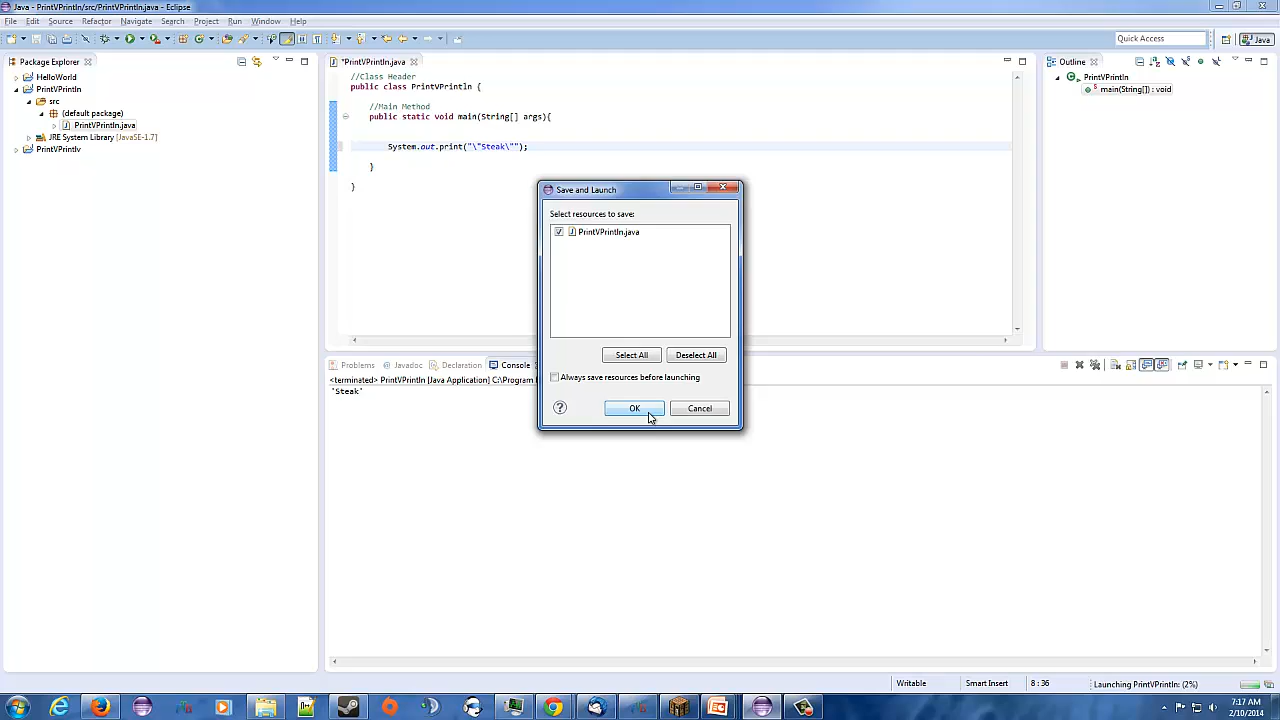 Java - PrintVPrintln/src/PrintVPrintln.java - Eclipse
File Edit Source Refactor Navigate Search Project Run Window Help
Quick Access
Java
Package Explorer
HelloWorld
PrintVPrintln
src
(default package)
PrintVPrintln.java
JRE System Library [JavaSE-1.7]
PrintVPrintlv
*PrintVPrintln.java
//Class Header
public class PrintVPrintln {
//Main Method
public static void main(String[] args){
System.out.print("\"Steak\"");
}
}
Outline
PrintVPrintln
main(String[]) : void
Save and Launch
Select resources to save:
PrintVPrintln.java
Select All Deselect All
Always save resources before launching
OK Cancel
Problems Javadoc Declaration Console
<terminated> PrintVPrintln [Java Application] C:\Program
"Steak"
Writable Smart Insert 8 : 36 Launching PrintVPrintln: (2%)
7:17 AM
2/10/2014